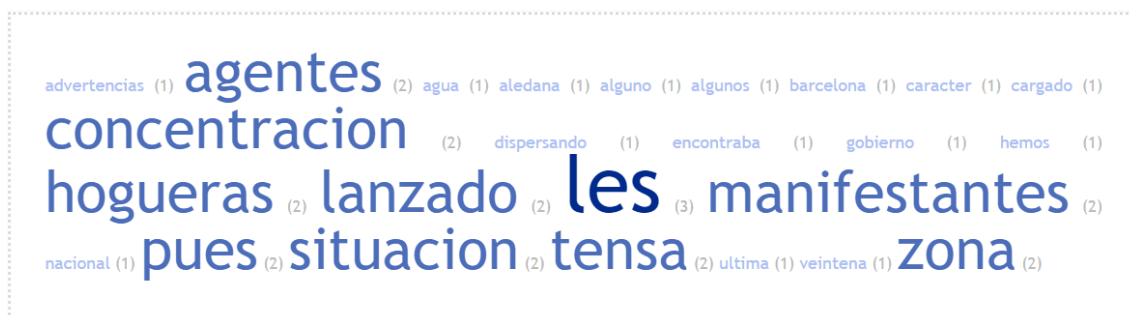 advertencias (1) agentes (2) agua (1) aledana (1) alguno (1) algunos (1) barcelona (1) caracter (1) cargado (1)
concentracion (2) dispersando (1) encontraba (1) gobierno (1) hemos (1)
hogueras (2) lanzado (2) les (3) manifestantes (2)
nacional (1) pues (2) situacion (2) tensa (2) ultima (1) veintena (1) zona (2)